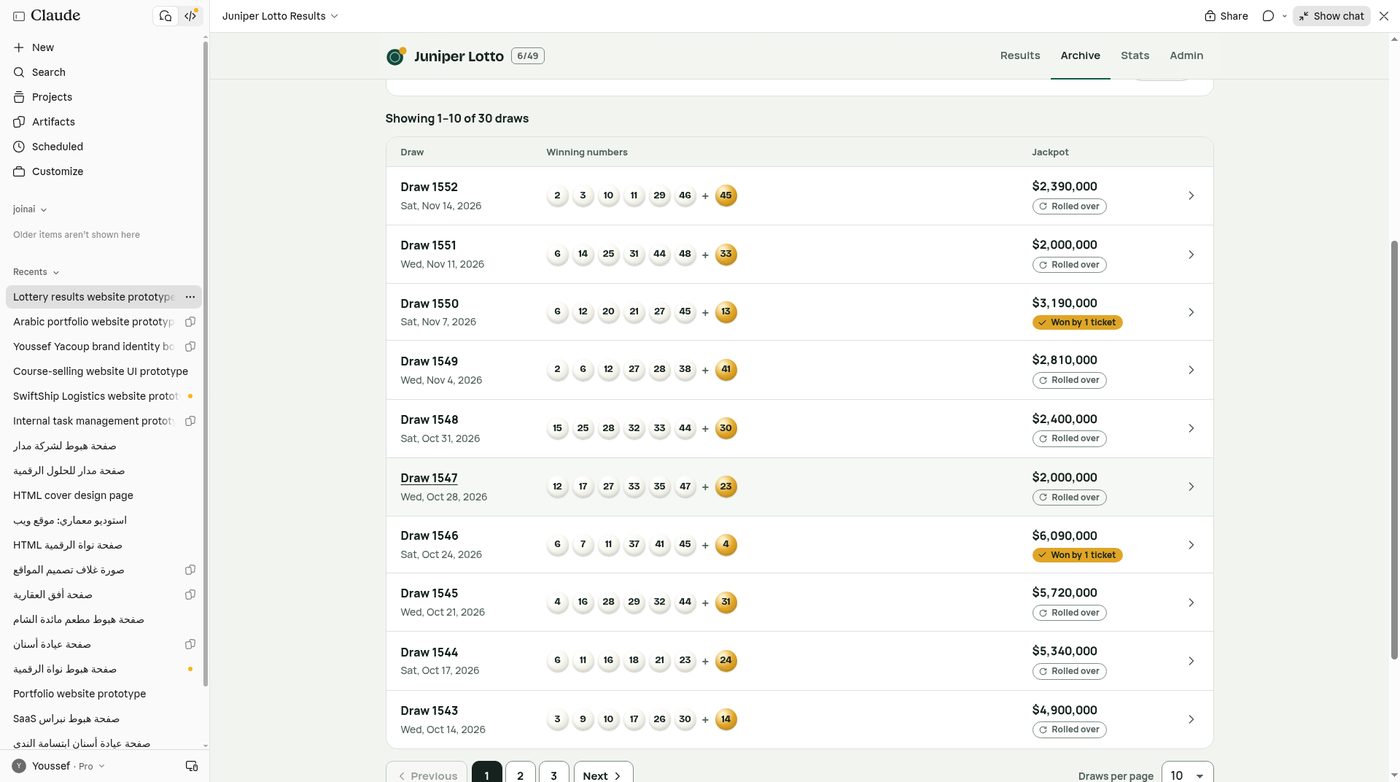 Claude
Juniper Lotto Results
Share
Show chat
New
Search
Projects
Artifacts
Scheduled
Customize
joinai
Older items aren't shown here
Recents
Lottery results website prototype
Arabic portfolio website prototyp
Youssef Yacoup brand identity bo
Course-selling website UI prototype
SwiftShip Logistics website protot
Internal task management protot
صفحة هبوط لشركة مدار
صفحة مدار للحلول الرقمية
HTML cover design page
استوديو معماري: موقع ويب
صفحة نواة الرقمية HTML
صورة غلاف تصميم المواقع
صفحة أفق العقارية
صفحة هبوط مطعم مائدة الشام
صفحة عيادة أسنان
صفحة هبوط نواة الرقمية
Portfolio website prototype
صفحة هبوط نبراس SaaS
صفحة عيادة أسنان ابتسامة الندى
Y Youssef · Pro
Juniper Lotto 6/49
Results Archive Stats Admin
Showing 1–10 of 30 draws
Draw Winning numbers Jackpot
Draw 1552 2 3 10 11 29 46 + 45 $2,390,000
Sat, Nov 14, 2026 Rolled over
Draw 1551 6 14 25 31 44 48 + 33 $2,000,000
Wed, Nov 11, 2026 Rolled over
Draw 1550 6 12 20 21 27 45 + 13 $3,190,000
Sat, Nov 7, 2026 Won by 1 ticket
Draw 1549 2 6 12 27 28 38 + 41 $2,810,000
Wed, Nov 4, 2026 Rolled over
Draw 1548 15 25 28 32 33 44 + 30 $2,400,000
Sat, Oct 31, 2026 Rolled over
Draw 1547 12 17 27 33 35 47 + 23 $2,000,000
Wed, Oct 28, 2026 Rolled over
Draw 1546 6 7 11 37 41 45 + 4 $6,090,000
Sat, Oct 24, 2026 Won by 1 ticket
Draw 1545 4 16 28 29 32 44 + 31 $5,720,000
Wed, Oct 21, 2026 Rolled over
Draw 1544 6 11 16 18 21 23 + 24 $5,340,000
Sat, Oct 17, 2026 Rolled over
Draw 1543 3 9 10 17 26 30 + 14 $4,900,000
Wed, Oct 14, 2026 Rolled over
Previous 1 2 3 Next Draws per page 10